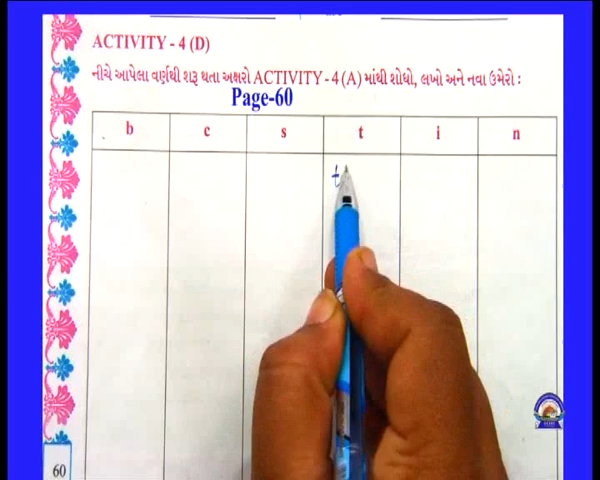 ACTIVITY - 4 (D)
નીચે આપેલા વર્ણથી શરૂ થતા અક્ષરો ACTIVITY - 4 (A) માંથી શોધો, લખો અને નવા ઉમેરો :
Page-60
b c s t i n
t
60